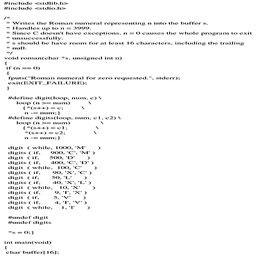 #include <stdlib.h>
#include <stdio.h>
/*
* Writes the Roman numeral representing n into the buffer s.
* Handles up to n = 3999.
* Since C doesn't have exceptions, n = 0 causes the whole program to exit
* unsuccessfully.
* s should be have room for at least 16 characters, including the trailing
* null.
*/
void roman(char *s, unsigned int n)
{
if (n == 0)
{
fputs("Roman numeral for zero requested.", stderr);
exit(EXIT_FAILURE);
}
#define digit(loop, num, c) \
loop (n >= num) \
{*(s++) = c; \
n -= num;}
#define digits(loop, num, c1, c2) \
loop (n >= num) \
{*(s++) = c1; \
*(s++) = c2; \
n -= num;}
digit ( while, 1000, 'M' )
digits ( if, 900, 'C', 'M' )
digit ( if, 500, 'D' )
digits ( if, 400, 'C', 'D' )
digit ( while, 100, 'C' )
digits ( if, 90, 'X', 'C' )
digit ( if, 50, 'L' )
digits ( if, 40, 'X', 'L' )
digit ( while, 10, 'X' )
digits ( if, 9, 'I', 'X' )
digit ( if, 5, 'V' )
digits ( if, 4, 'I', 'V' )
digit ( while, 1, 'I' )
#undef digit
#undef digits
*s = 0;}
int main(void)
{
char buffer[16];